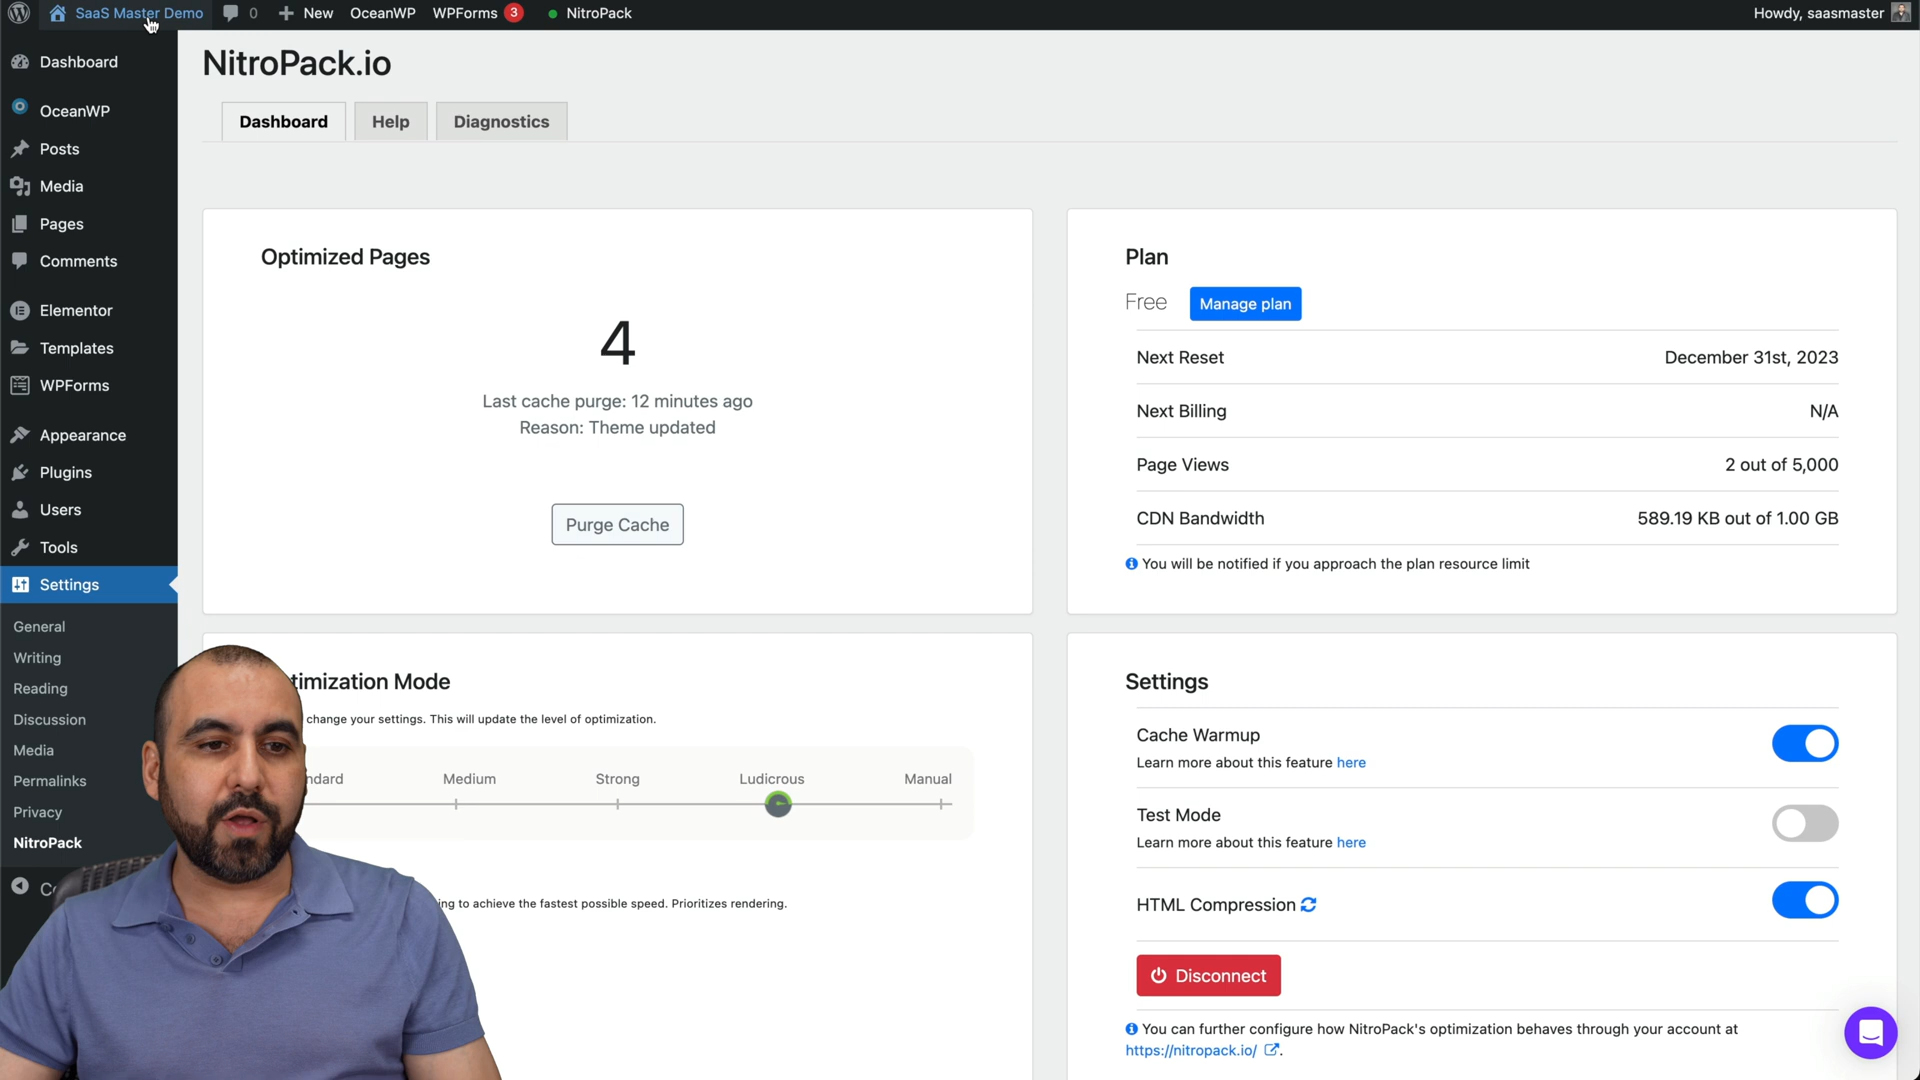 SaaS Master Demo 0 New OceanWP WPForms 3 NitroPack Howdy, saasmaster
Dashboard
OceanWP
Posts
Media
Pages
Comments
Elementor
Templates
WPForms
Appearance
Plugins
Users
Tools
Settings
General
Writing
Reading
Discussion
Media
Permalinks
Privacy
NitroPack
NitroPack.io
Dashboard Help Diagnostics
Optimized Pages
4
Last cache purge: 12 minutes ago
Reason: Theme updated
Purge Cache
Plan
Free Manage plan
Next Reset December 31st, 2023
Next Billing N/A
Page Views 2 out of 5,000
CDN Bandwidth 589.19 KB out of 1.00 GB
You will be notified if you approach the plan resource limit
timization Mode
change your settings. This will update the level of optimization.
ndard Medium Strong Ludicrous Manual
ing to achieve the fastest possible speed. Prioritizes rendering.
Settings
Cache Warmup
Learn more about this feature here
Test Mode
Learn more about this feature here
HTML Compression
Disconnect
You can further configure how NitroPack's optimization behaves through your account at
https://nitropack.io/ .